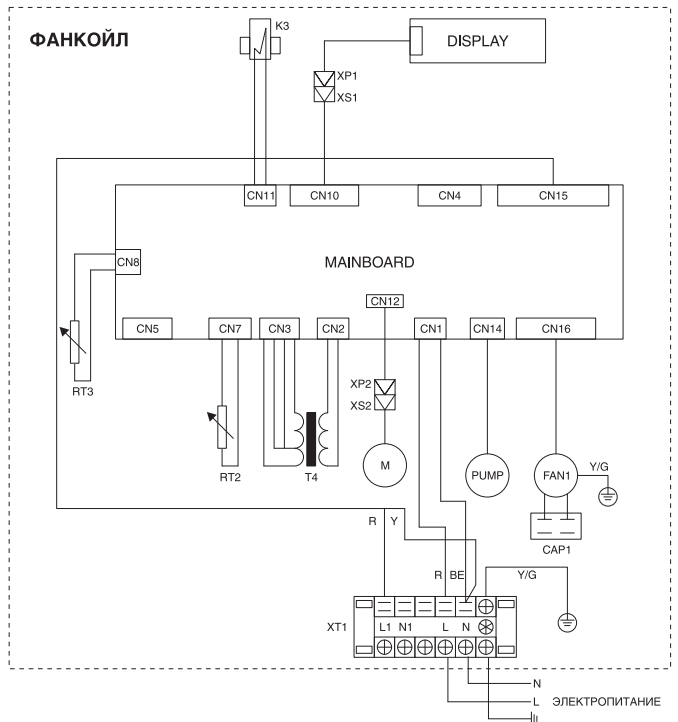 ФАНКОЙЛ
K3
DISPLAY
XP1
XS1
CN11
CN10
CN4
CN15
CN8
MAINBOARD
CN12
CN5
CN7
CN3
CN2
CN1
CN14
CN16
RT3
XP2
XS2
RT2
T4
M
PUMP
FAN1
Y/G
CAP1
R
Y
R
BE
Y/G
XT1
L1
N1
L
N
N
L
ЭЛЕКТРОПИТАНИЕ